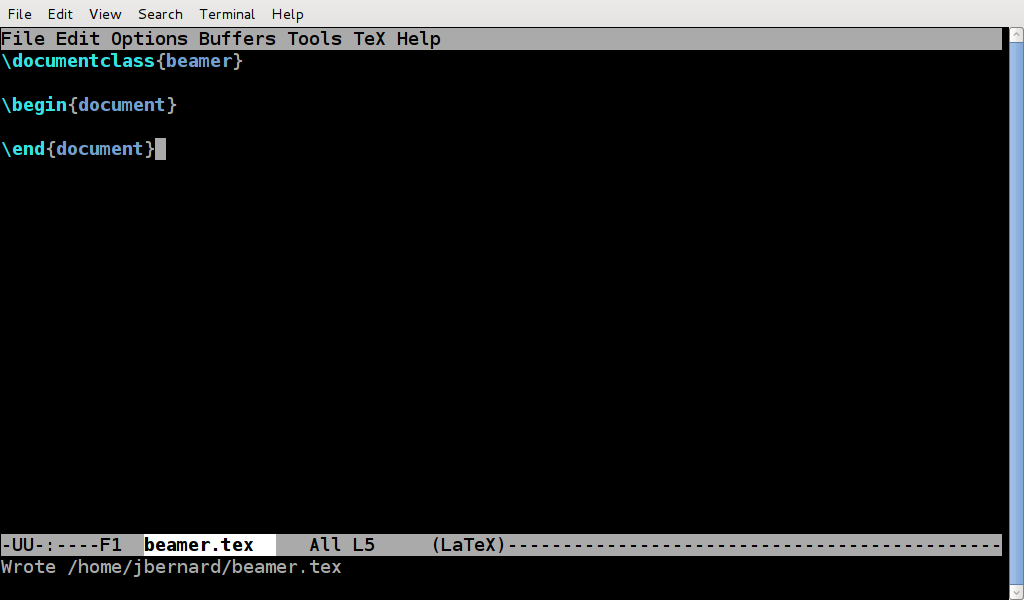 File Edit View Search Terminal Help
File Edit Options Buffers Tools TeX Help
\documentclass{beamer}
\begin{document}
\end{document}
-UU-:----F1  beamer.tex     All L5     (LaTeX)---------------------------------------------
Wrote /home/jbernard/beamer.tex